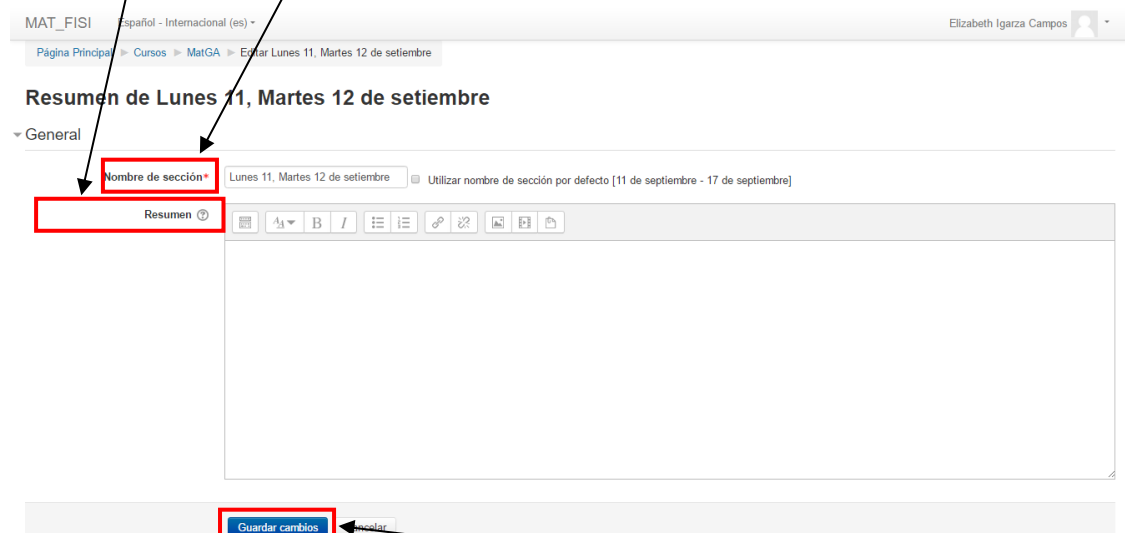 MAT_FISI Español - Internacional (es) Elizabeth Igarza Campos
Página Principal ► Cursos ► MatGA ► Editar Lunes 11, Martes 12 de setiembre
Resumen de Lunes 11, Martes 12 de setiembre
General
Nombre de sección* Lunes 11, Martes 12 de setiembre Utilizar nombre de sección por defecto [11 de septiembre - 17 de septiembre]
Resumen
B I
Guardar cambios Cancelar